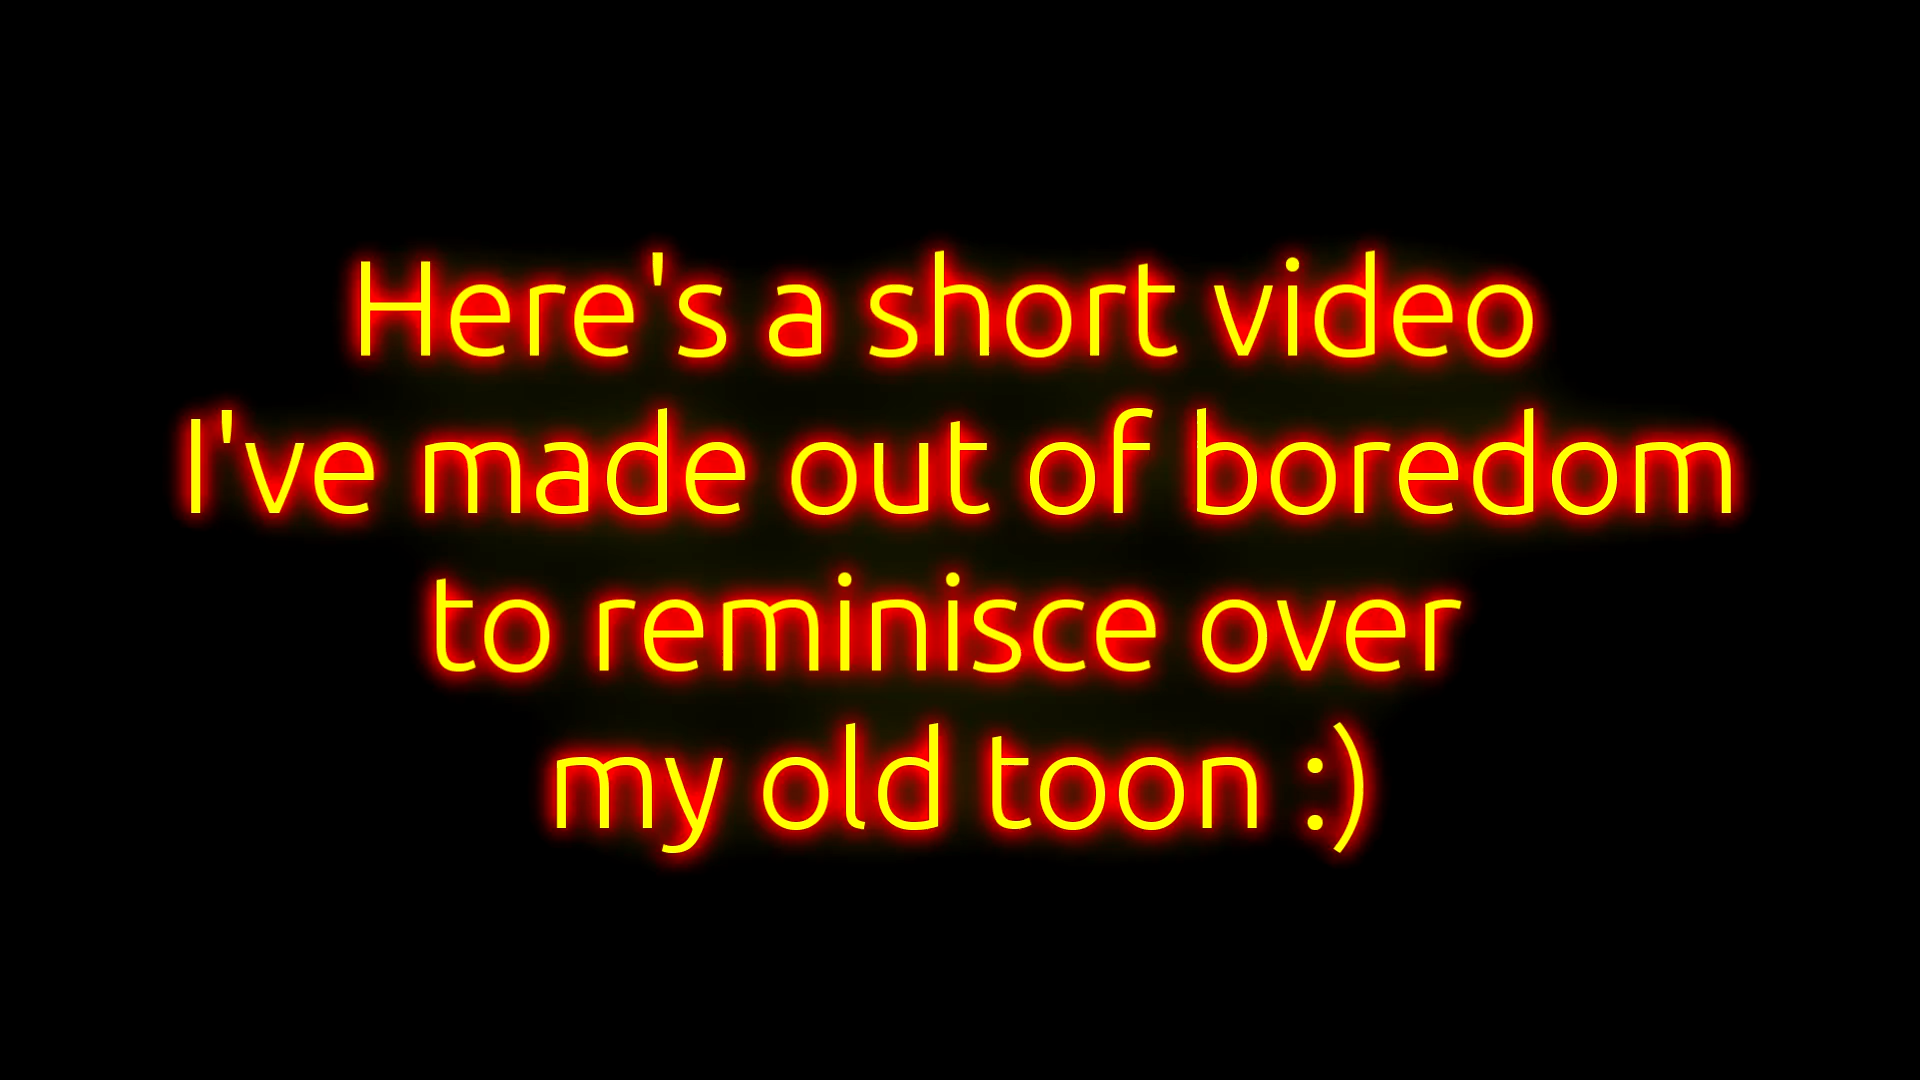 Here's a short video
I've made out of boredom
to reminisce over
my old toon :)